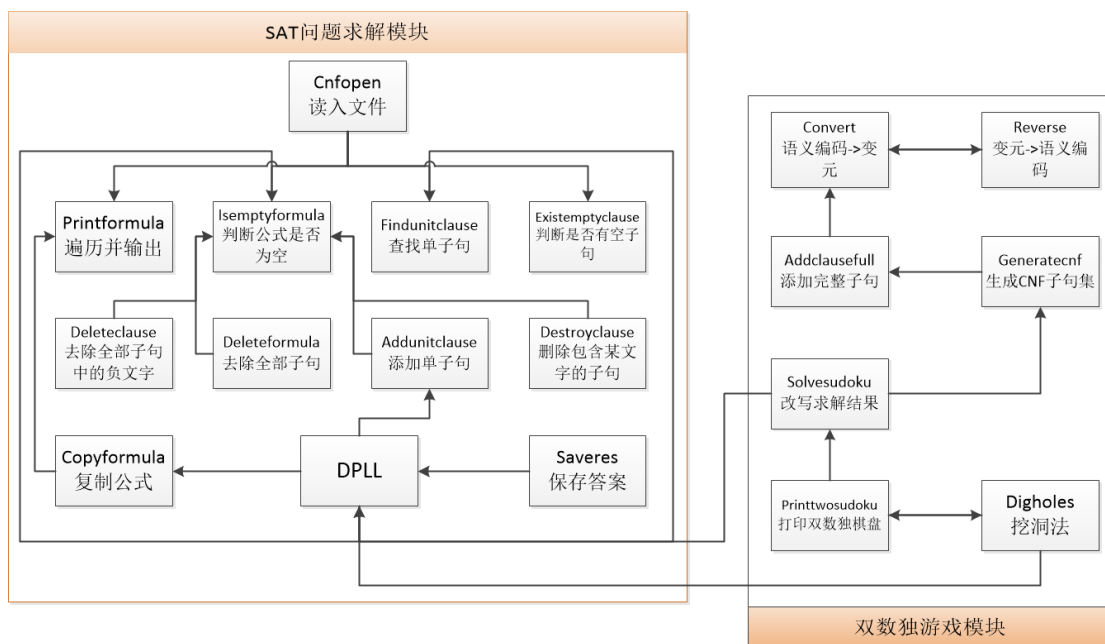 SAT问题求解模块
Cnfopen
读入文件
Printformula
遍历并输出
Isemptyformula
判断公式是否
为空
Findunitclause
查找单子句
Existemptyclause
判断是否有空子
句
Deleteclause
去除全部子句
中的负文字
Deleteformula
去除全部子句
Addunitclause
添加单子句
Destroyclause
删除包含某文
字的子句
Copyformula
复制公式
DPLL
Saveres
保存答案
Convert
语义编码->变
元
Reverse
变元->语义编
码
Addclausefull
添加完整子句
Generatecnf
生成CNF子句集
Solvesudoku
改写求解结果
Printtwosudoku
打印双数独棋盘
Digholes
挖洞法
双数独游戏模块